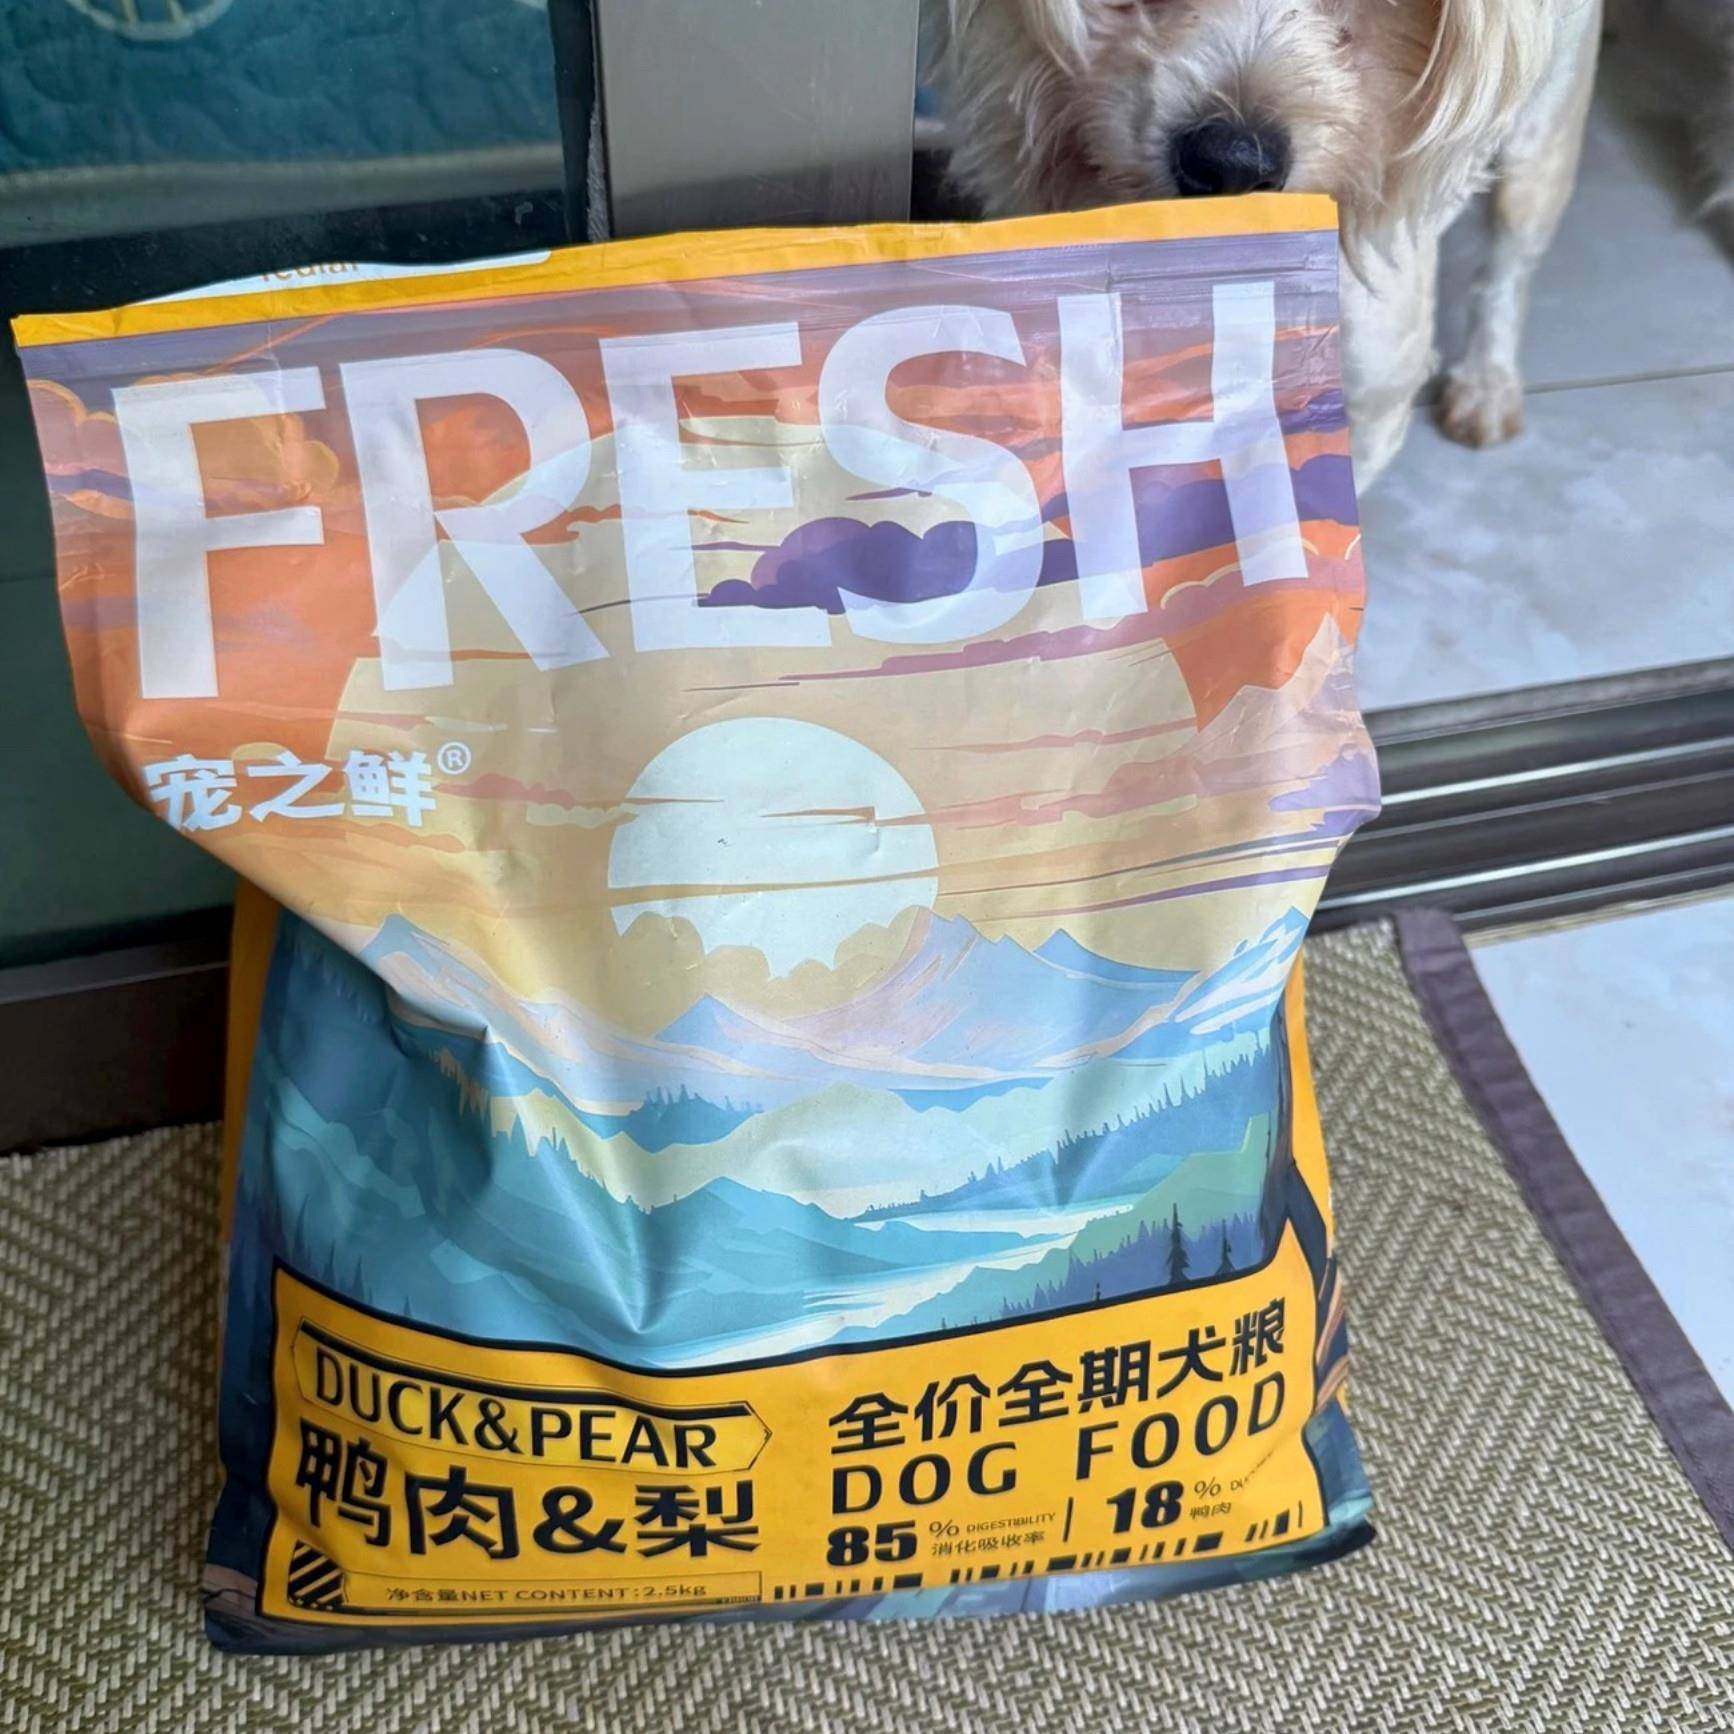 FRESH
宠之鲜®
DUCK&PEAR
鸭肉&梨
净含量NET CONTENT:2.5kg
全价全期犬粮
DOG FOOD
85% DIGESTIBILITY
消化吸收率
18%
鸭肉